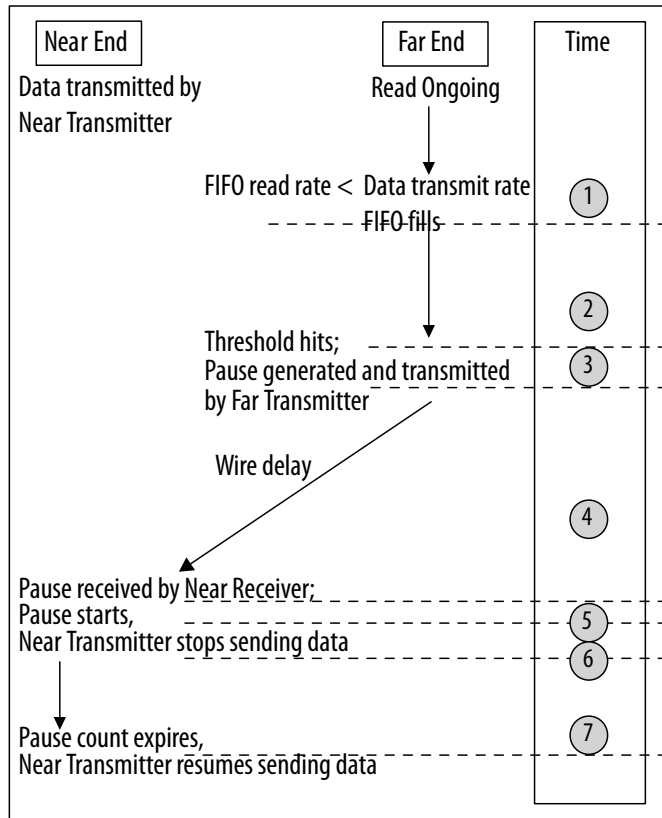 Near End
Far End
Time
Data transmitted by
Near Transmitter
Read Ongoing
FIFO read rate < Data transmit rate
FIFO fills
1
2
Threshold hits;
Pause generated and transmitted
by Far Transmitter
3
Wire delay
4
Pause received by Near Receiver;
Pause starts,
Near Transmitter stops sending data
5
6
Pause count expires,
Near Transmitter resumes sending data
7